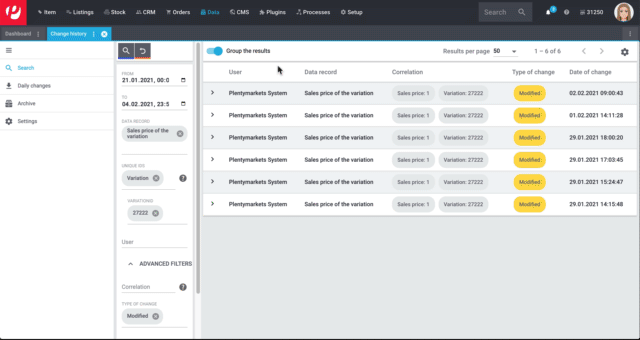 Item Listings Stock CRM Orders Data CMS Plugins Processes Setup Search 31250
Dashboard Change history
Search
Daily changes
Archive
Settings
FROM
21.01.2021, 00:0
TO
04.02.2021, 23:5
DATA RECORD
Sales price of the
variation
UNIQUE IDS
Variation
VARIATIONID
27222
User
ADVANCED FILTERS
Correlation
TYPE OF CHANGE
Modified
Group the results Results per page 50 1 – 6 of 6
User Data record Correlation Type of change Date of change
Plentymarkets System Sales price of the variation Sales price: 1 Variation: 27222 Modified 02.02.2021 09:00:43
Plentymarkets System Sales price of the variation Sales price: 1 Variation: 27222 Modified 01.02.2021 14:11:28
Plentymarkets System Sales price of the variation Sales price: 1 Variation: 27222 Modified 29.01.2021 18:00:20
Plentymarkets System Sales price of the variation Sales price: 1 Variation: 27222 Modified 29.01.2021 17:03:45
Plentymarkets System Sales price of the variation Sales price: 1 Variation: 27222 Modified 29.01.2021 15:24:47
Plentymarkets System Sales price of the variation Sales price: 1 Variation: 27222 Modified 29.01.2021 14:15:48